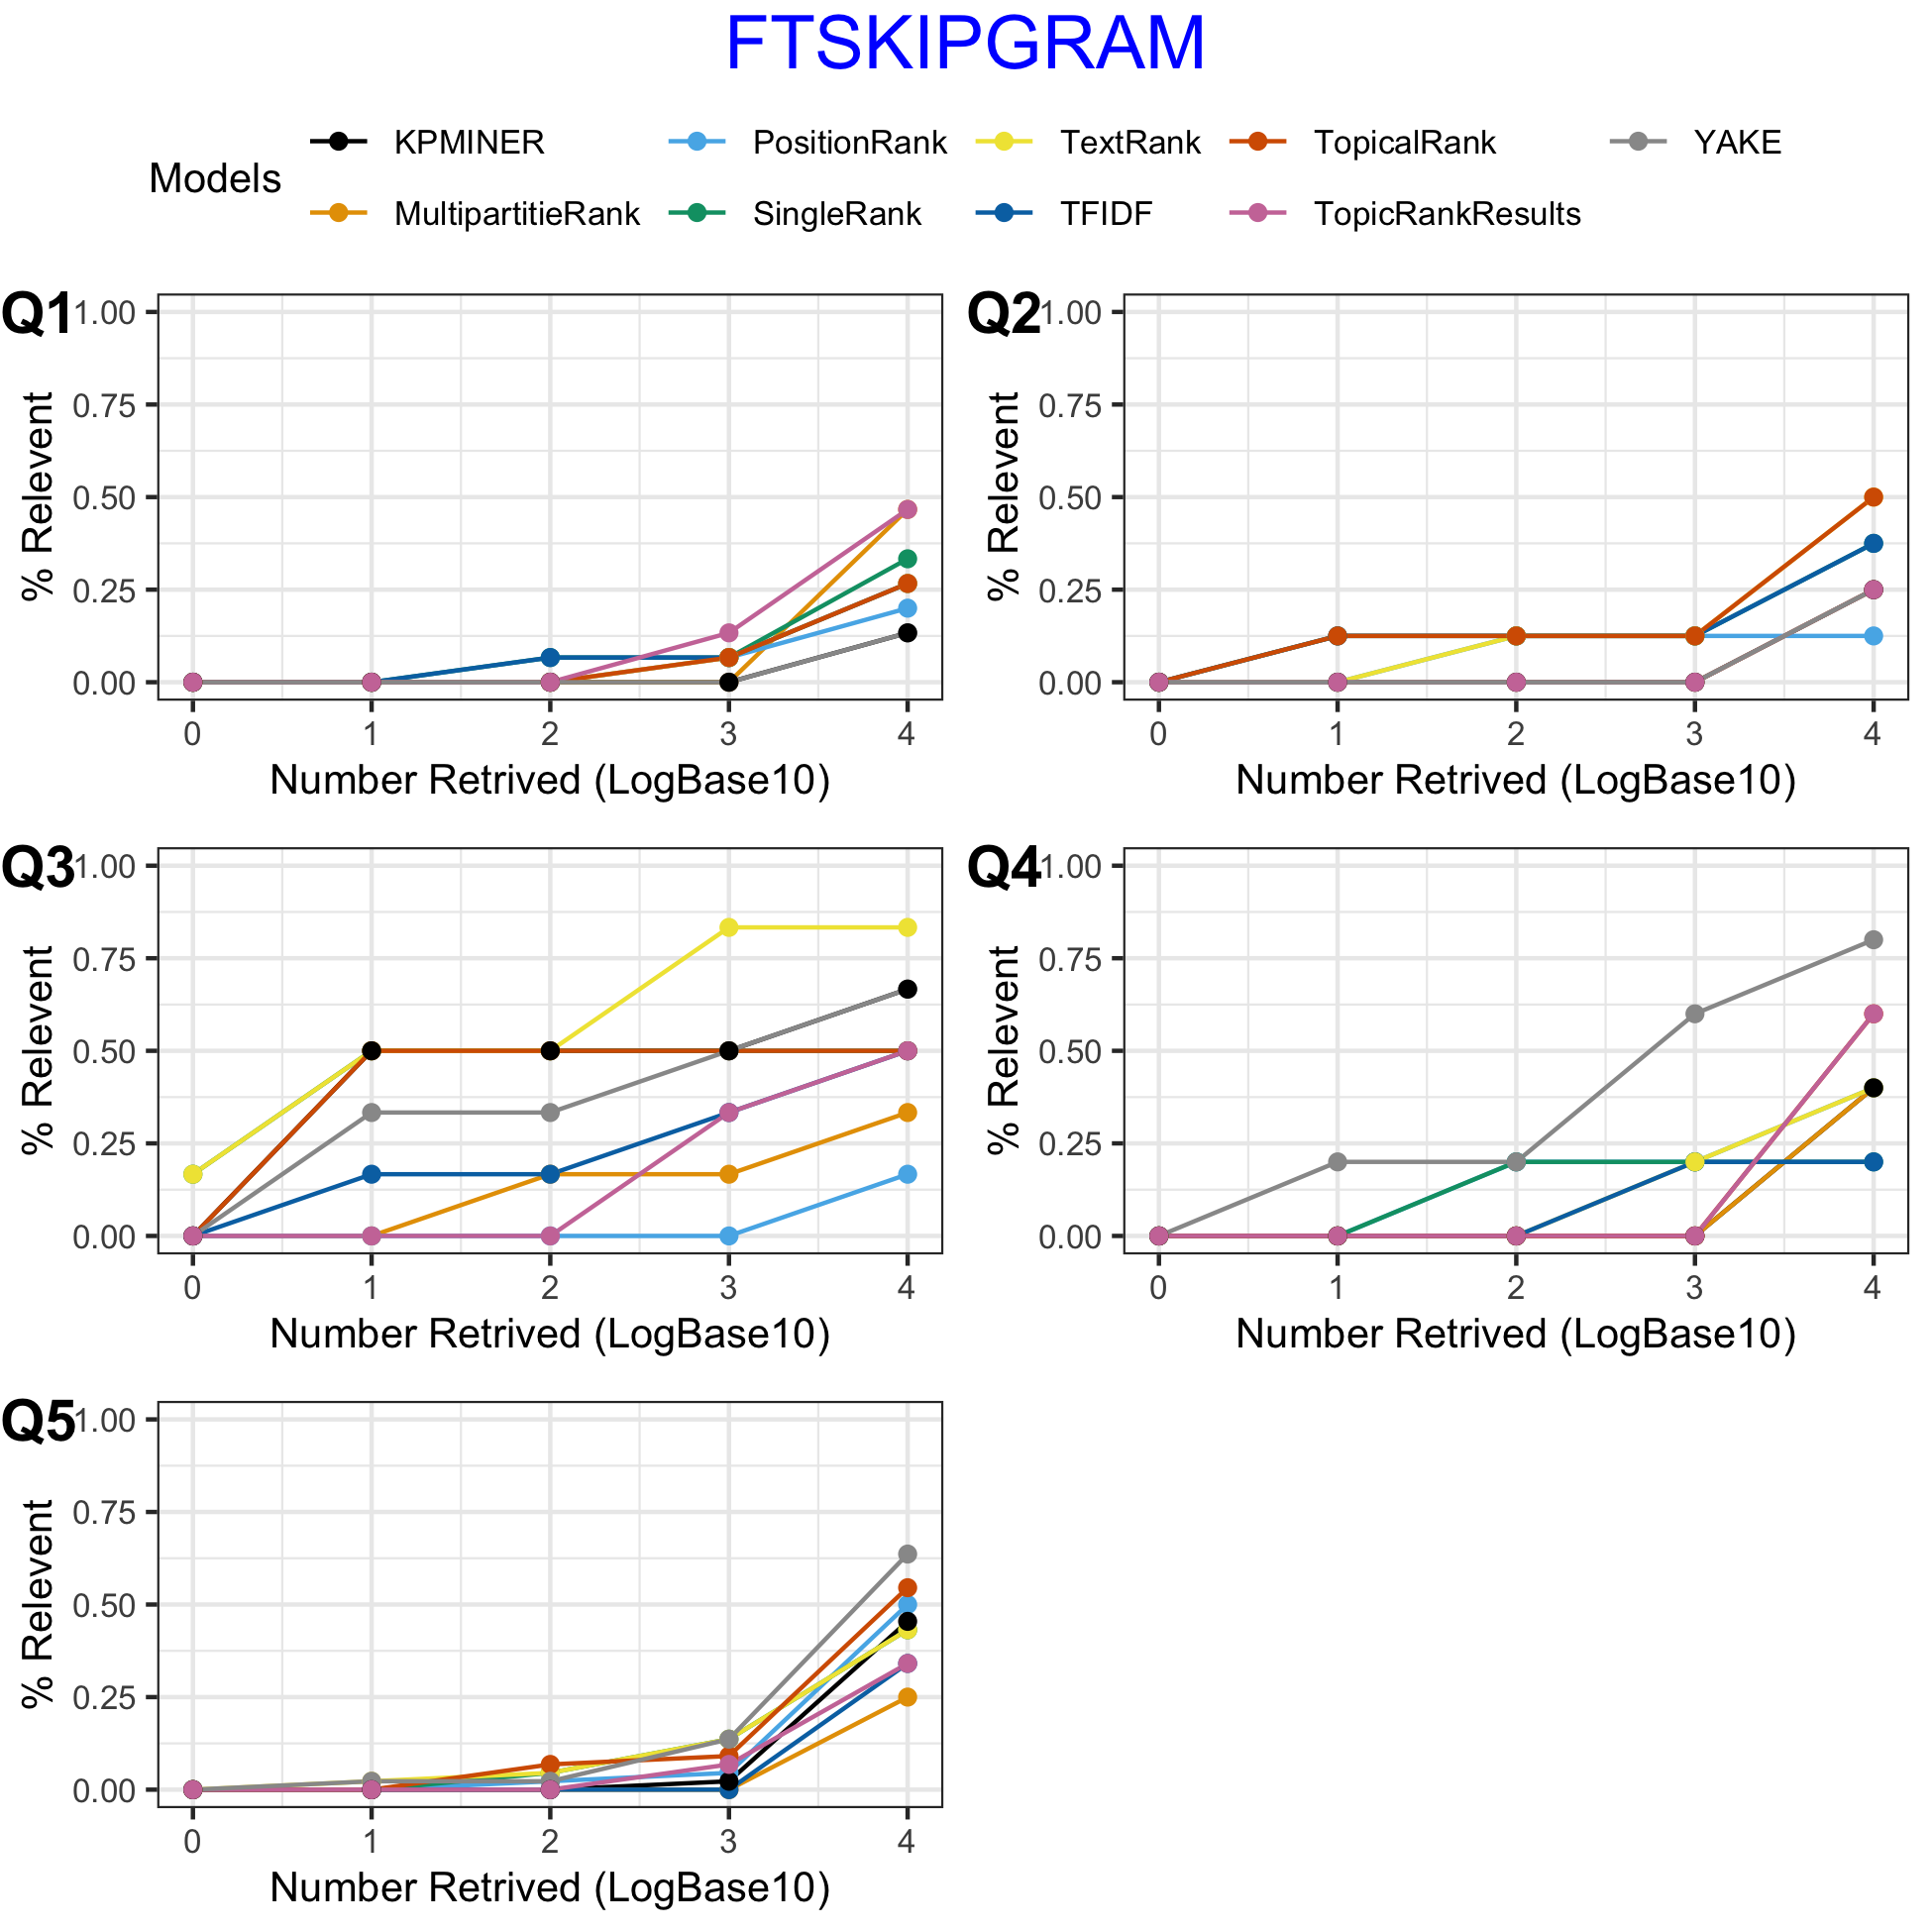 FTSKIPGRAM
Models
KPMINER PositionRank TextRank TopicalRank YAKE
MultipartitieRank SingleRank TFIDF TopicRankResults
Q1
1.00
0.75
0.50
0.25
0.00
% Relevent
0 1 2 3 4
Number Retrived (LogBase10)
Q2
1.00
0.75
0.50
0.25
0.00
% Relevent
0 1 2 3 4
Number Retrived (LogBase10)
Q3
1.00
0.75
0.50
0.25
0.00
% Relevent
0 1 2 3 4
Number Retrived (LogBase10)
Q4
1.00
0.75
0.50
0.25
0.00
% Relevent
0 1 2 3 4
Number Retrived (LogBase10)
Q5
1.00
0.75
0.50
0.25
0.00
% Relevent
0 1 2 3 4
Number Retrived (LogBase10)